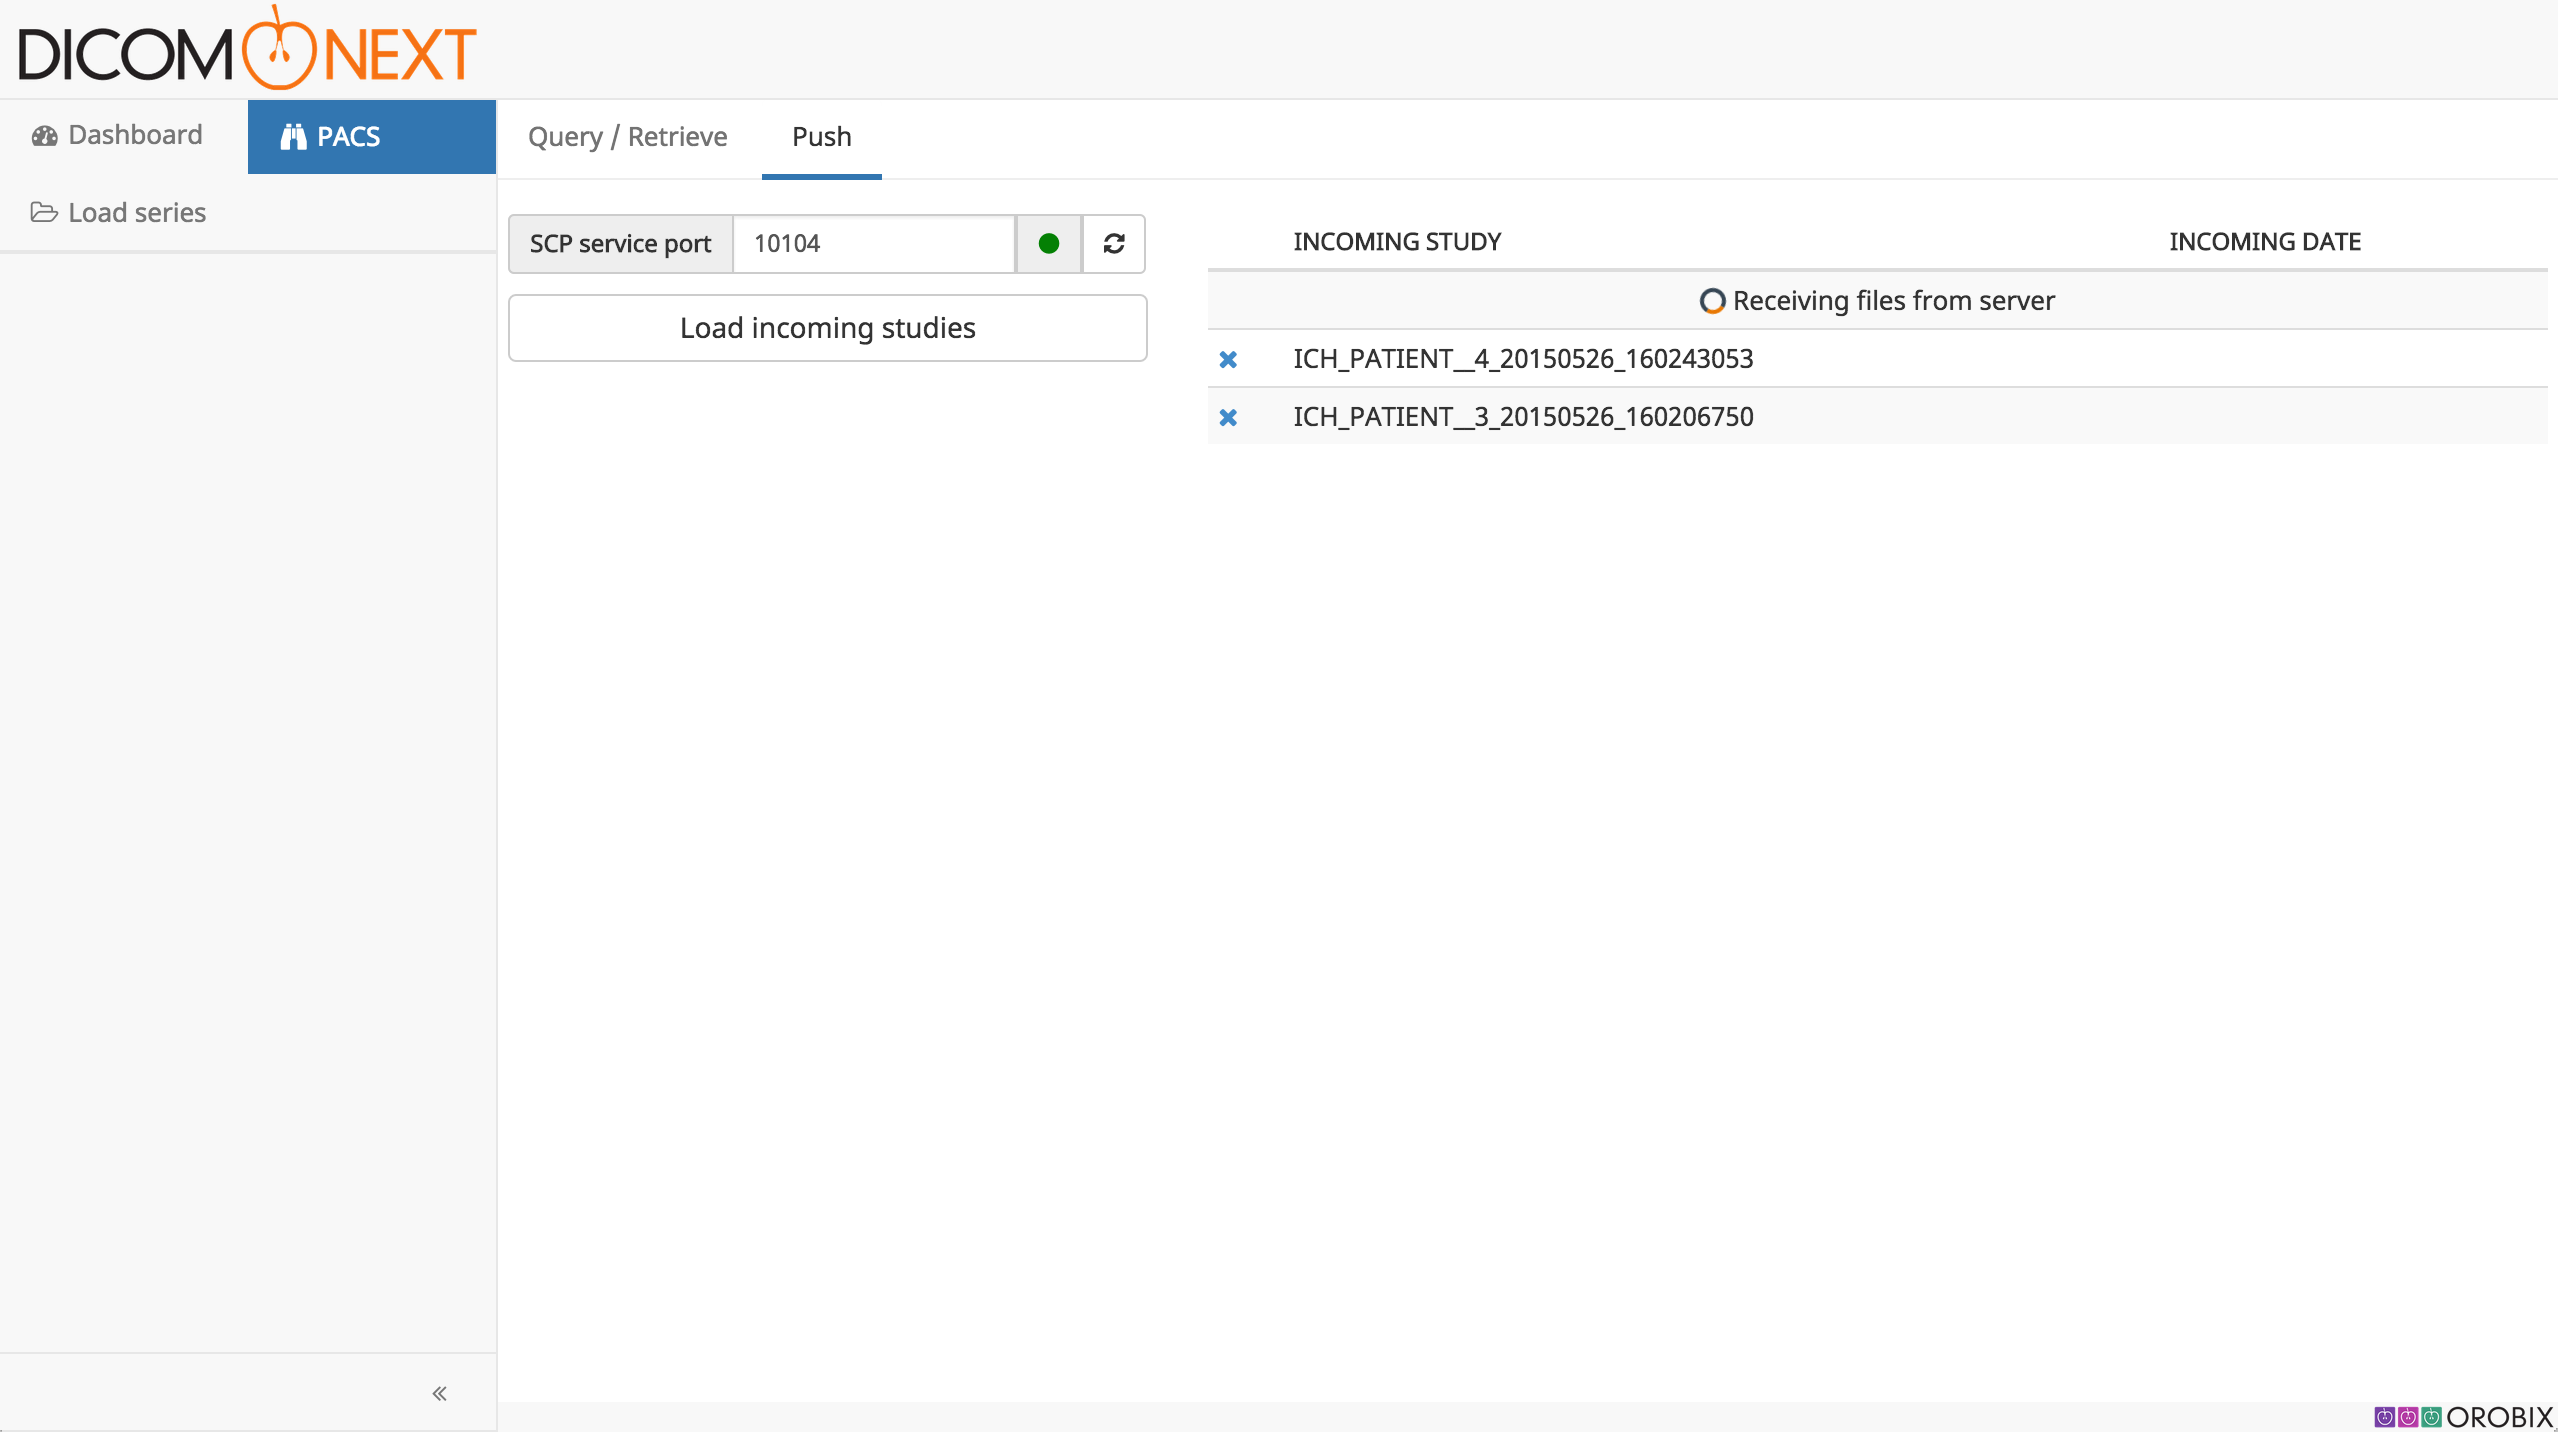 DICOM NEXT
Dashboard
PACS
Load series
Query / Retrieve
Push
SCP service port
10104
Load incoming studies
INCOMING STUDY
INCOMING DATE
Receiving files from server
ICH_PATIENT__4_20150526_160243053
ICH_PATIENT__3_20150526_160206750
OROBIX